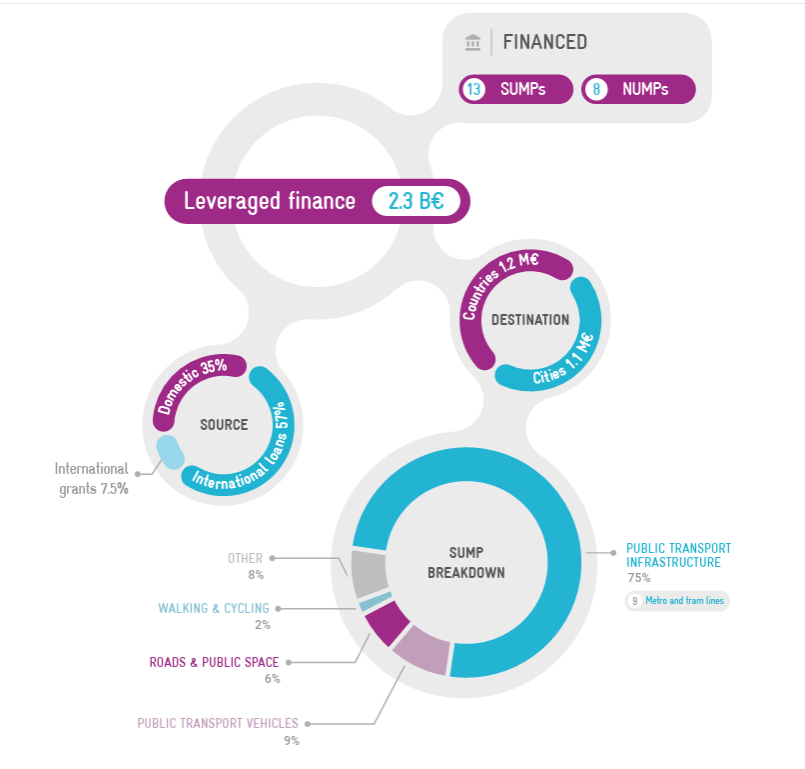 FINANCED
13 SUMPs
8 NUMPs
Leveraged finance 2.3 B€
Countries 1.2 M€
DESTINATION
Cities 1.1 M€
Domestic 35%
SOURCE
International loans 57%
International
grants 7.5%
SUMP
BREAKDOWN
OTHER
8%
WALKING & CYCLING
2%
ROADS & PUBLIC SPACE
6%
PUBLIC TRANSPORT VEHICLES
9%
PUBLIC TRANSPORT
INFRASTRUCTURE
75%
9 Metro and tram lines